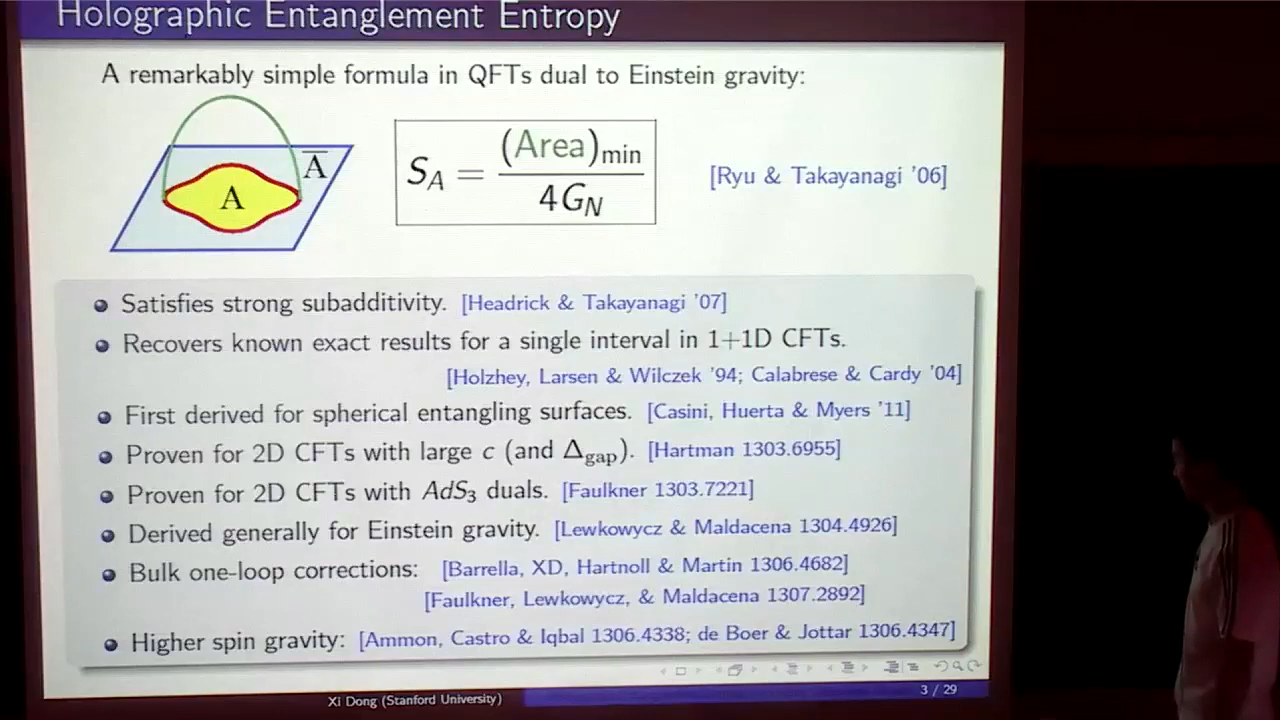 Holographic Entanglement Entropy
A remarkably simple formula in QFTs dual to Einstein gravity:
A
A̅
S_A = (Area)_min / 4G_N
[Ryu & Takayanagi '06]
Satisfies strong subadditivity. [Headrick & Takayanagi '07]
Recovers known exact results for a single interval in 1+1D CFTs.
[Holzhey, Larsen & Wilczek '94; Calabrese & Cardy '04]
First derived for spherical entangling surfaces. [Casini, Huerta & Myers '11]
Proven for 2D CFTs with large c (and Δ_gap). [Hartman 1303.6955]
Proven for 2D CFTs with AdS₃ duals. [Faulkner 1303.7221]
Derived generally for Einstein gravity. [Lewkowycz & Maldacena 1304.4926]
Bulk one-loop corrections: [Barrella, XD, Hartnoll & Martin 1306.4682]
[Faulkner, Lewkowycz, & Maldacena 1307.2892]
Higher spin gravity: [Ammon, Castro & Iqbal 1306.4338; de Boer & Jottar 1306.4347]
Xi Dong (Stanford University)
3 / 29